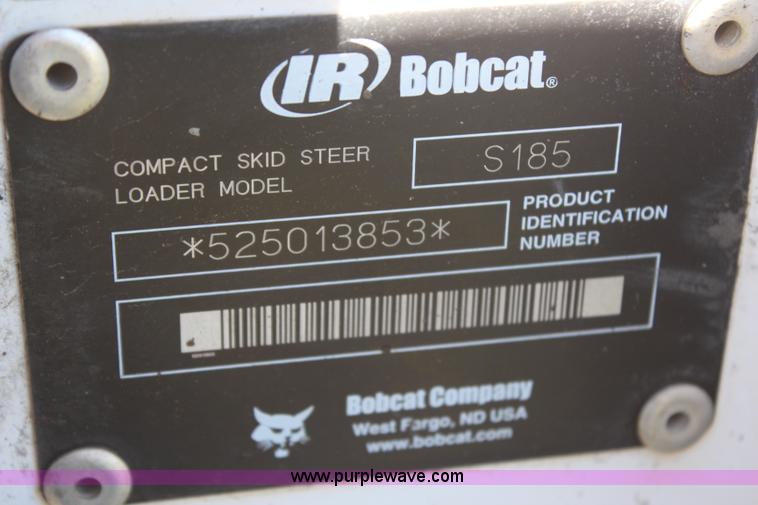 IR Bobcat®
COMPACT SKID STEER
LOADER MODEL
S185
*525013853*
PRODUCT
IDENTIFICATION
NUMBER
Bobcat Company
West Fargo, ND USA
www.bobcat.com
www.purplewave.com